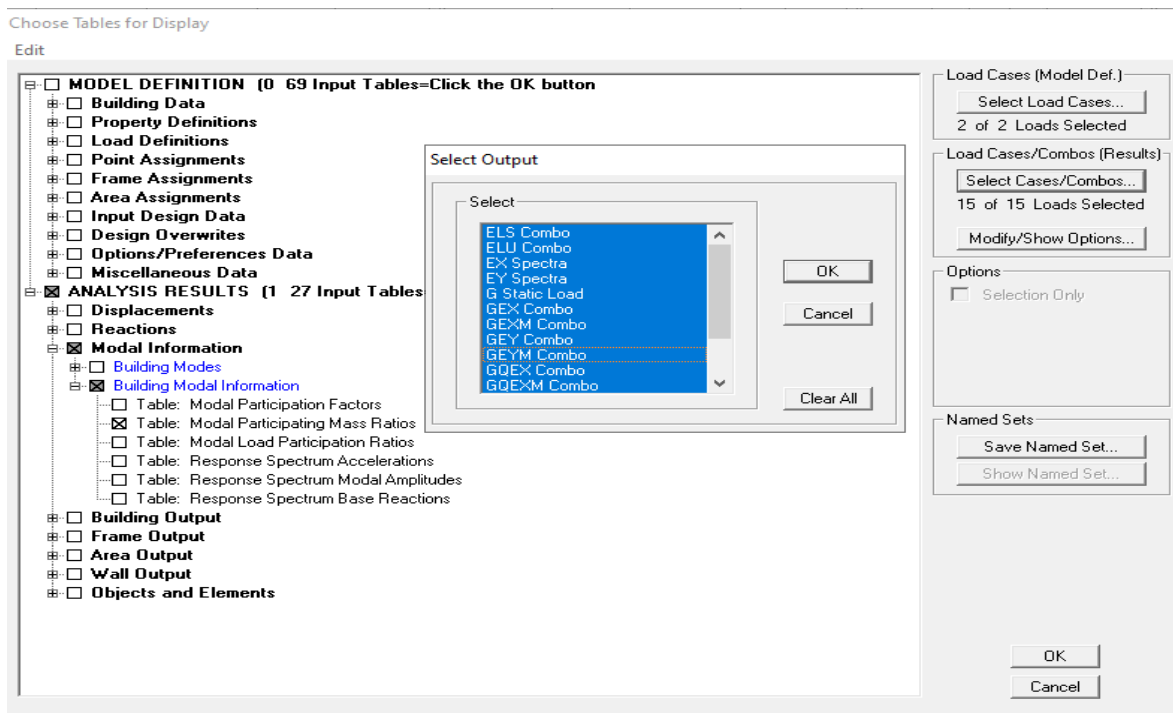 Choose Tables for Display
Edit
MODEL DEFINITION (0 69 Input Tables=Click the OK button
Building Data
Property Definitions
Load Definitions
Point Assignments
Frame Assignments
Area Assignments
Input Design Data
Design Overwrites
Options/Preferences Data
Miscellaneous Data
ANALYSIS RESULTS (1 27 Input Tables
Displacements
Reactions
Modal Information
Building Modes
Building Modal Information
Table: Modal Participation Factors
Table: Modal Participating Mass Ratios
Table: Modal Load Participation Ratios
Table: Response Spectrum Accelerations
Table: Response Spectrum Modal Amplitudes
Table: Response Spectrum Base Reactions
Building Output
Frame Output
Area Output
Wall Output
Objects and Elements
Select Output
Select
ELS Combo
ELU Combo
EX Spectra
EY Spectra
G Static Load
GEX Combo
GEXM Combo
GEY Combo
GEYM Combo
GQEX Combo
GQEXM Combo
OK
Cancel
Clear All
Load Cases (Model Def.)
Select Load Cases...
2 of 2 Loads Selected
Load Cases/Combos (Results)
Select Cases/Combos...
15 of 15 Loads Selected
Modify/Show Options...
Options
Selection Only
Named Sets
Save Named Set...
Show Named Set...
OK
Cancel